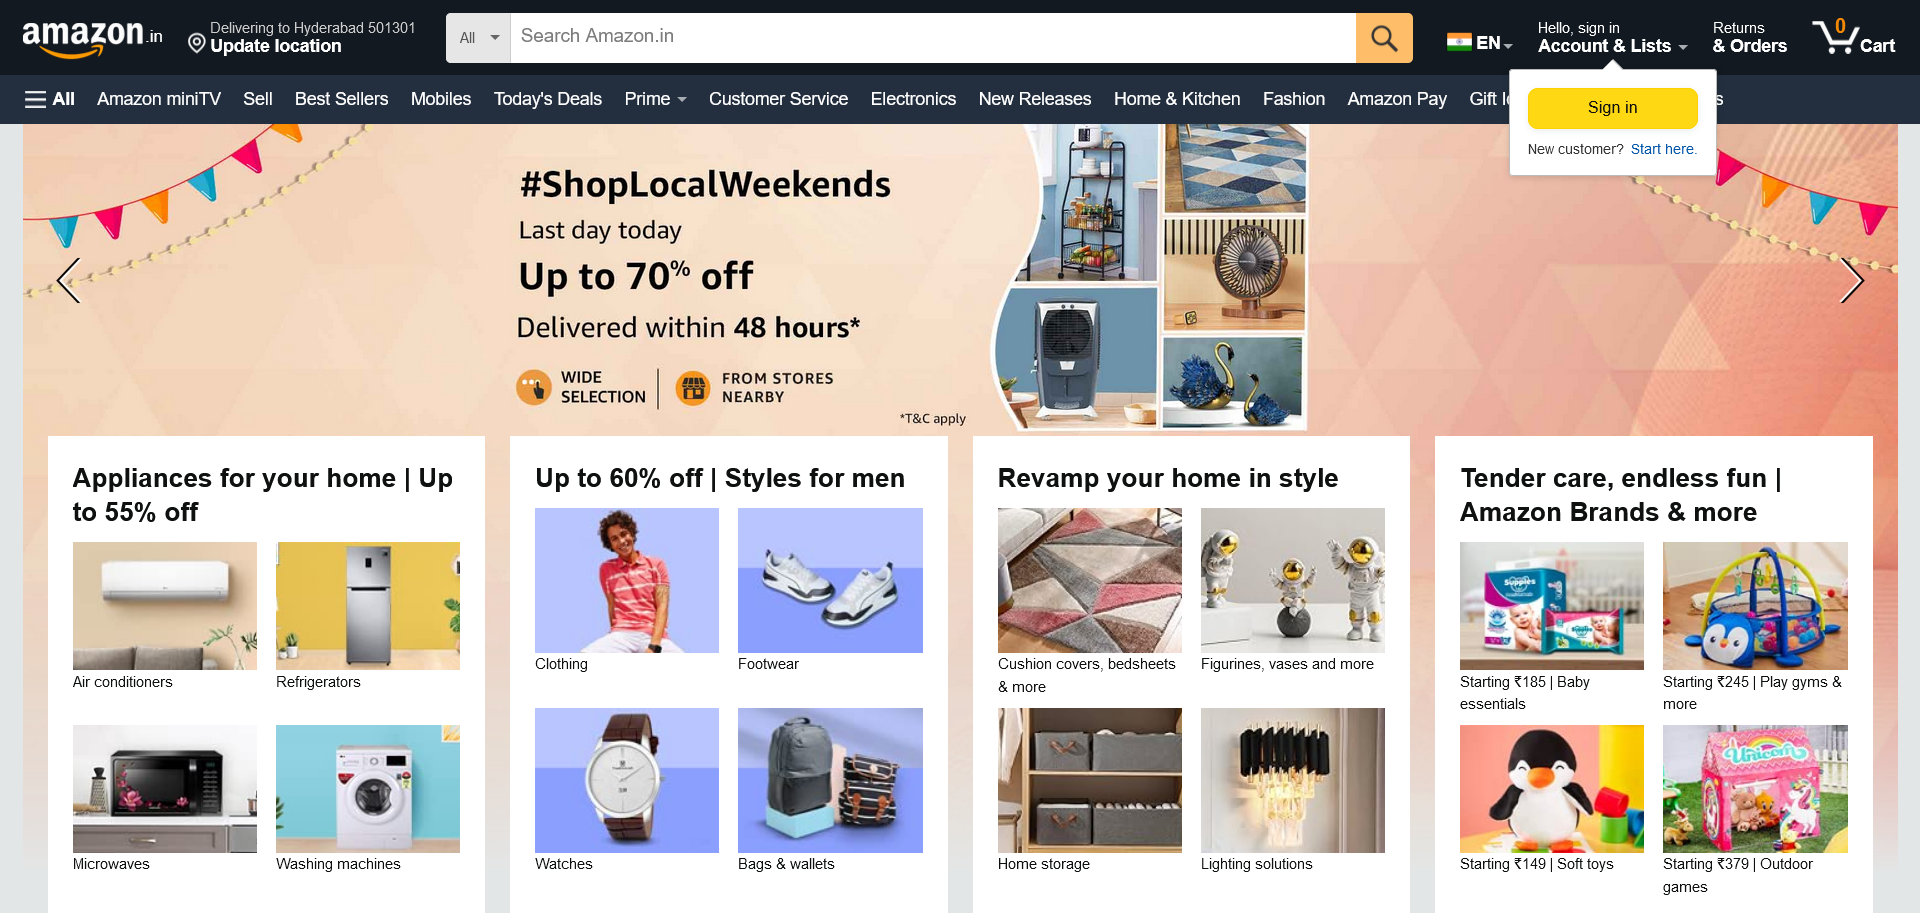 amazon.in
Delivering to Hyderabad 501301
Update location
All
Search Amazon.in
EN
Hello, sign in
Account & Lists
Returns
& Orders
0
Cart
All
Amazon miniTV
Sell
Best Sellers
Mobiles
Today's Deals
Prime
Customer Service
Electronics
New Releases
Home & Kitchen
Fashion
Amazon Pay
Gift
Sign in
New customer? Start here.
#ShopLocalWeekends
Last day today
Up to 70% off
Delivered within 48 hours*
WIDE
SELECTION
FROM STORES
NEARBY
*T&C apply
Appliances for your home | Up
to 55% off
Air conditioners
Refrigerators
Microwaves
Washing machines
Up to 60% off | Styles for men
Clothing
Footwear
Watches
Bags & wallets
Revamp your home in style
Cushion covers, bedsheets
& more
Figurines, vases and more
Home storage
Lighting solutions
Tender care, endless fun |
Amazon Brands & more
Supples
Supples
Starting ₹185 | Baby
essentials
Starting ₹245 | Play gyms &
more
Unicorn
Starting ₹149 | Soft toys
Starting ₹379 | Outdoor
games